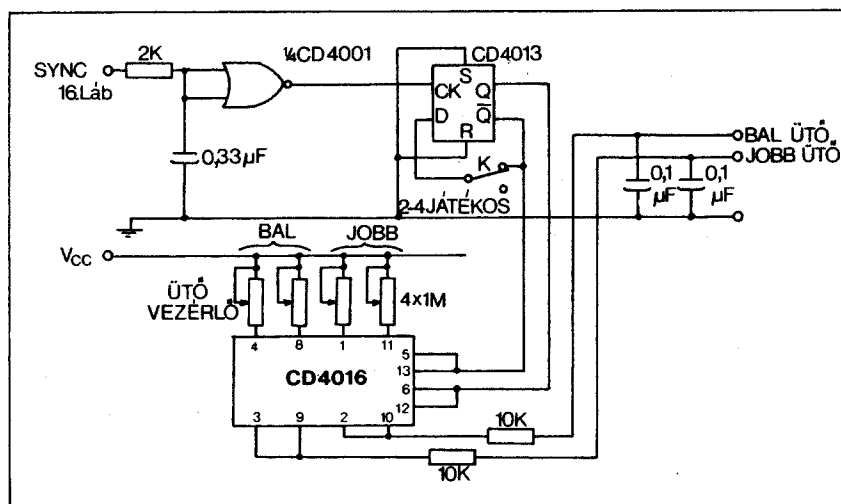 2K
¼CD4001
CD4013
SYNC
16.Láb
S
CK
Q
D
Q̅
R
K
0,33µF
BAL ÜTŐ
JOBB ÜTŐ
0,1
µF
0,1
µF
2-4JÁTÉKOS
BAL
JOBB
VCC
ÜTŐ
VEZÉRLŐ
4×1M
4
8
1
11
CD4016
5
13
6
12
3
9
2
10
10K
10K